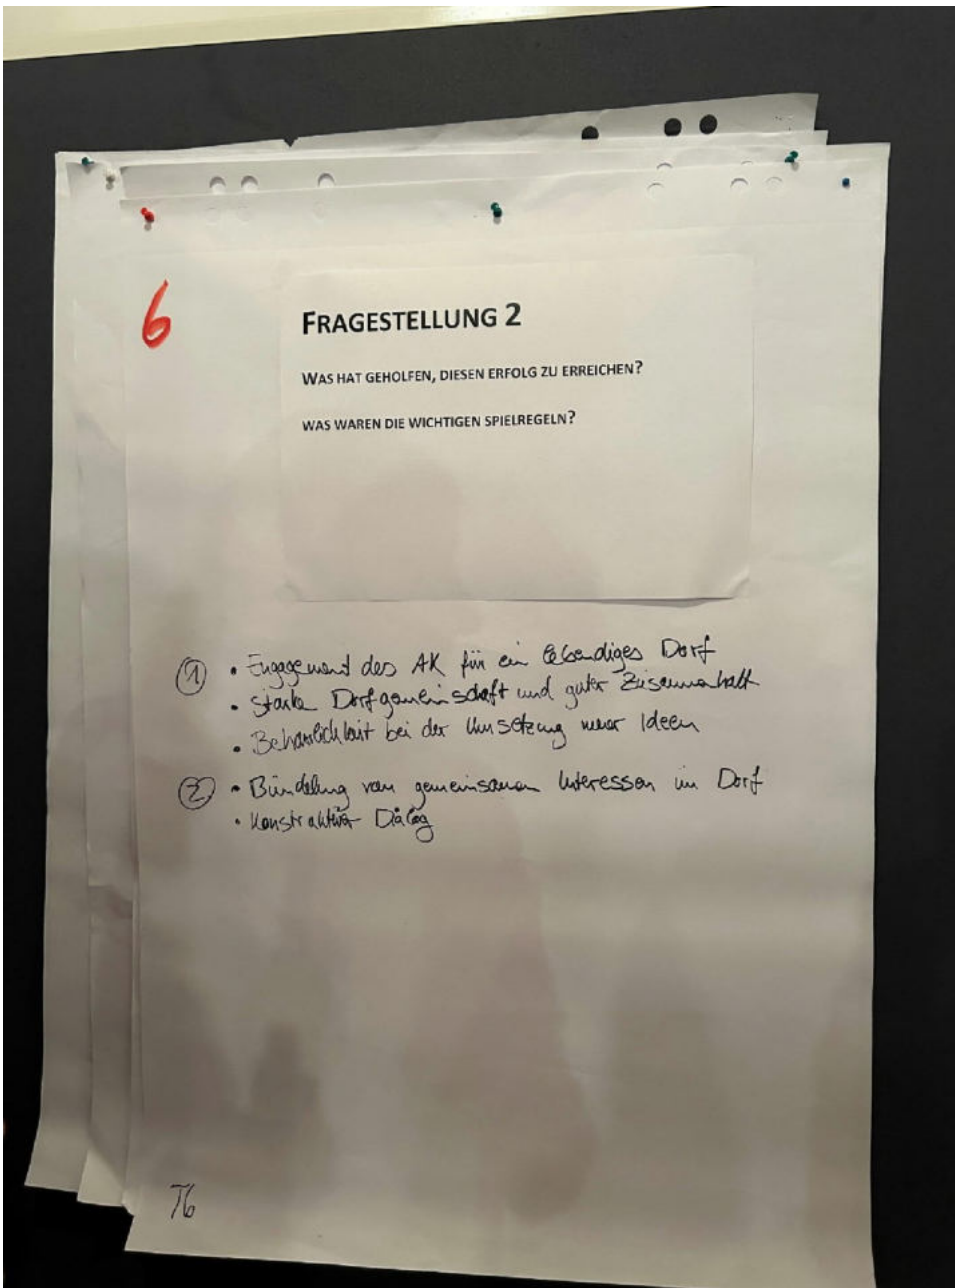 6
FRAGESTELLUNG 2
WAS HAT GEHOLFEN, DIESEN ERFOLG ZU ERREICHEN?
WAS WAREN DIE WICHTIGEN SPIELREGELN?
① • Engagement des AK für ein lebendiges Dorf
• starke Dorfgemeinschaft und guter Zusammenhalt
• Beharrlichkeit bei der Umsetzung neuer Ideen
② • Bündelung von gemeinsamen Interessen im Dorf
• Konstruktiver Dialog
T6